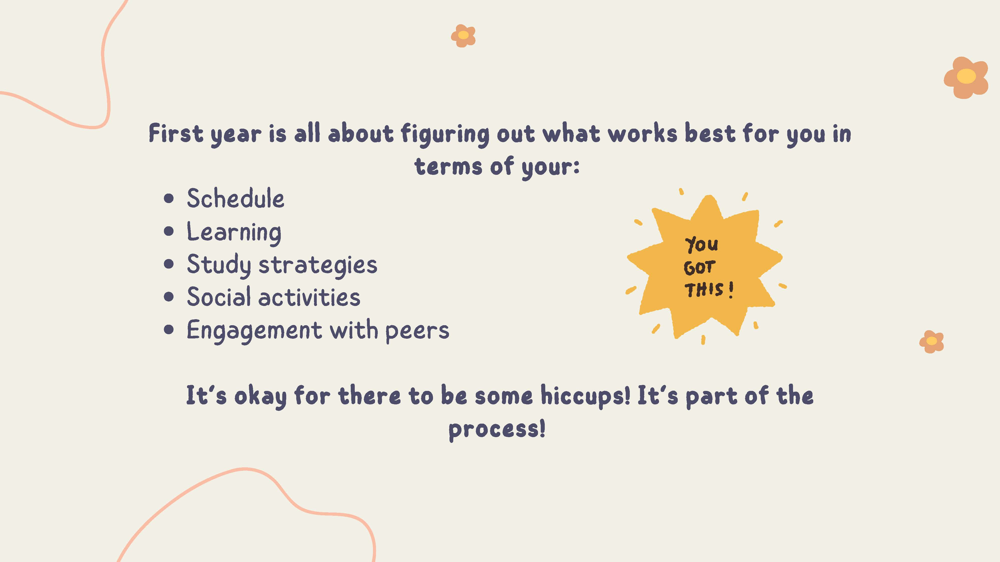 First year is all about figuring out what works best for you in
terms of your:
• Schedule
• Learning
• Study strategies
• Social activities
• Engagement with peers
YOU
GOT
THIS!
It's okay for there to be some hiccups! It's part of the
process!